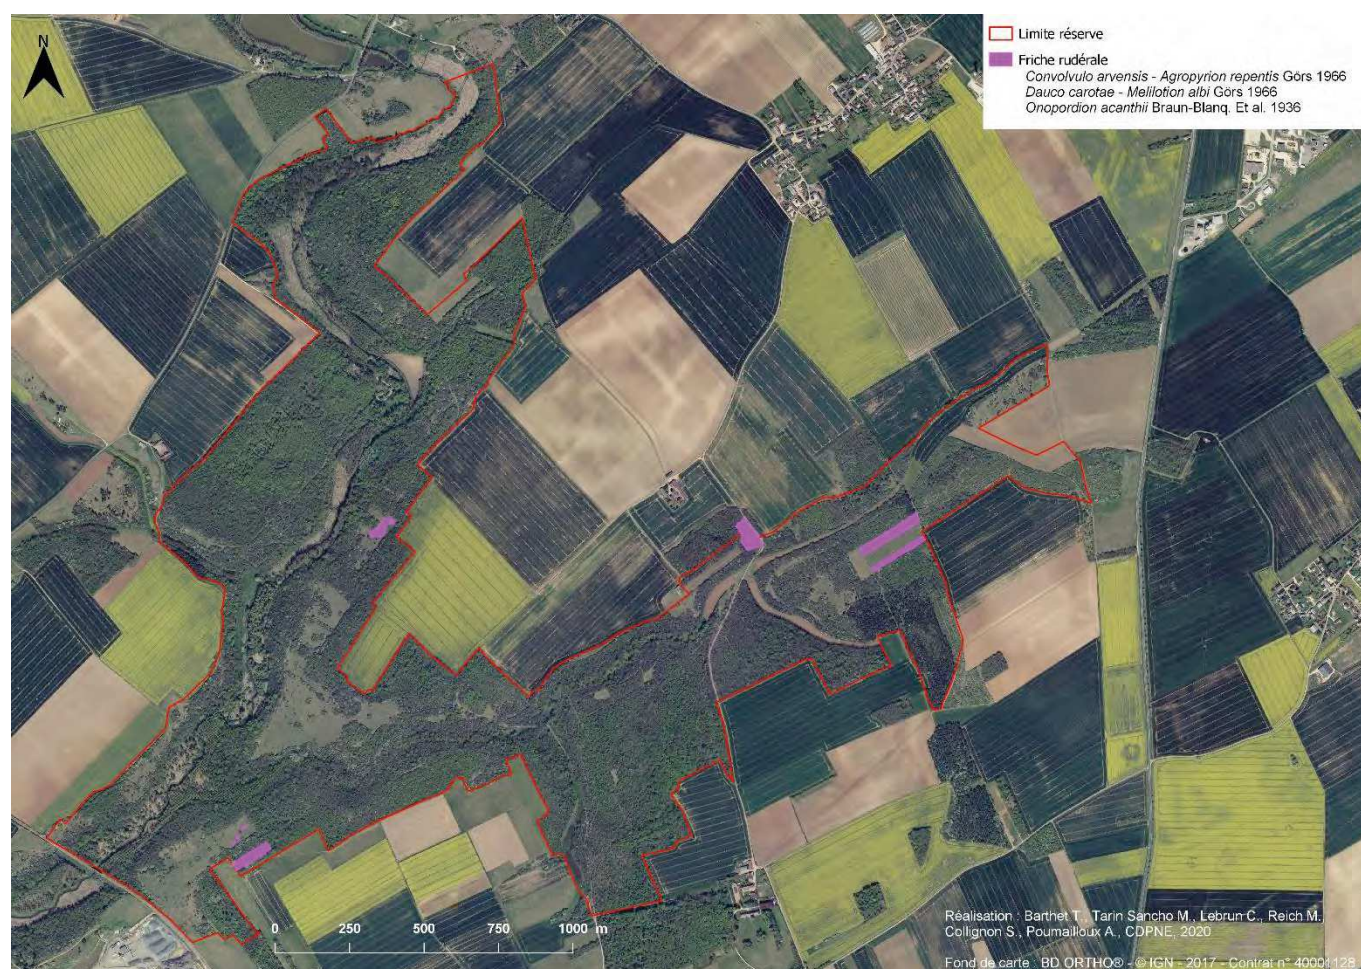 N
Limite réserve
Friche rudérale
Convolvulo arvensis - Agropyrion repentis Görs 1966
Dauco carotae - Melilotion albi Görs 1966
Onopordion acanthii Braun-Blanq. Et al. 1936
0 250 500 750 1000 m
Réalisation : Barthet T., Tarin Sancho M., Lebrun C., Reich M.
Collignon S., Poumailloux A., CDPNE, 2020
Fond de carte : BD ORTHO® - © IGN - 2017 - Contrat n° 40001128